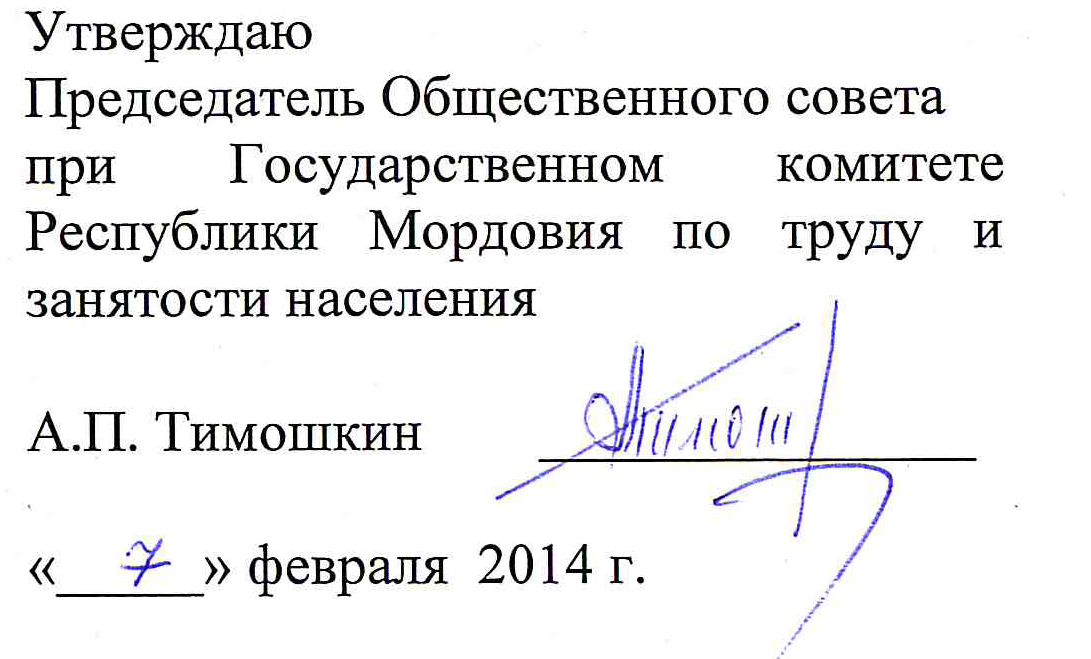 Утверждаю
Председатель Общественного совета
при Государственном комитете
Республики Мордовия по труду и
занятости населения
А.П. Тимошкин
«7» февраля 2014 г.